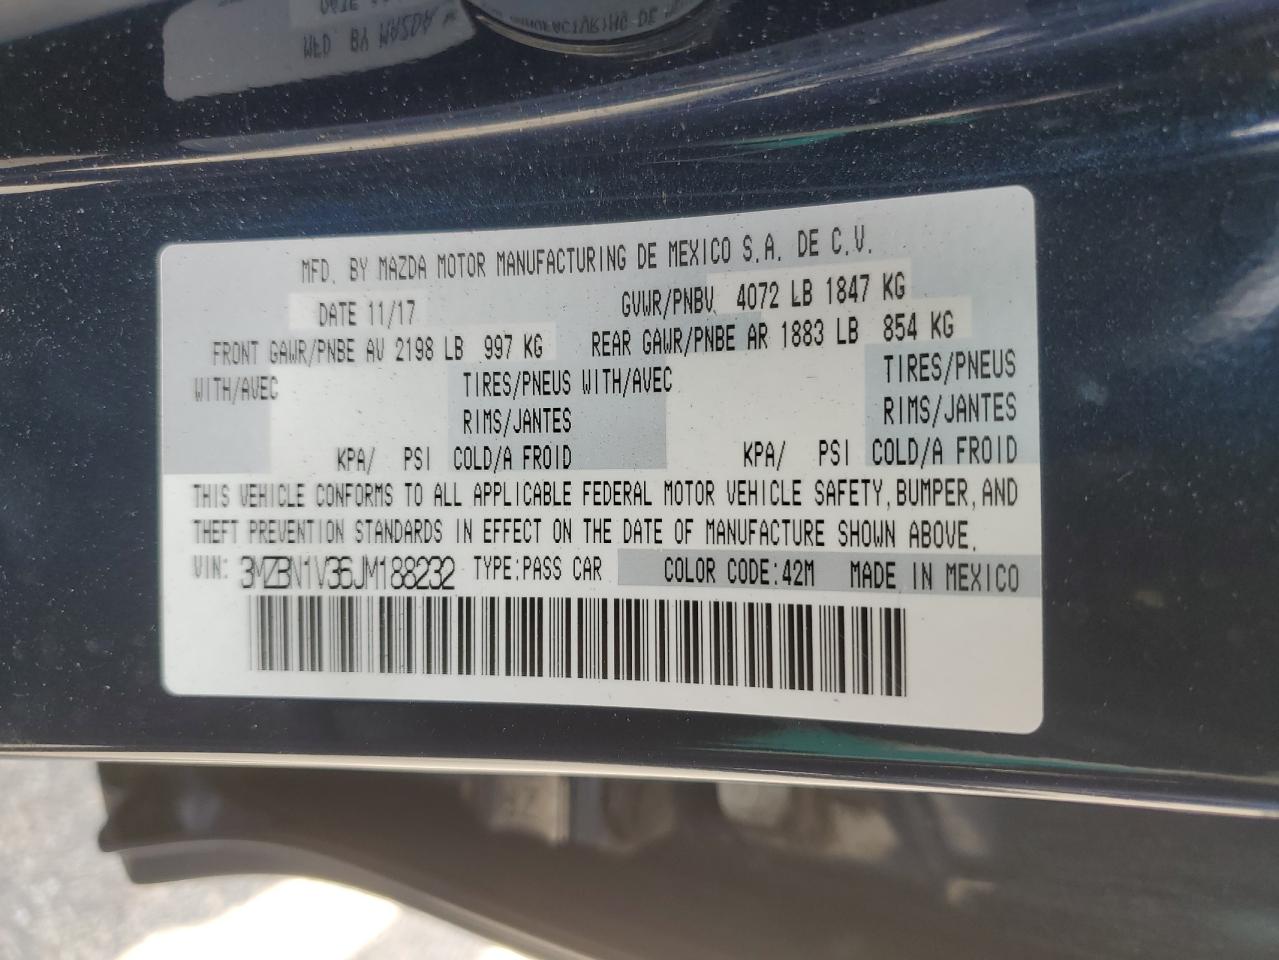 MFD. BY MAZDA
MFD. BY MAZDA MOTOR MANUFACTURING DE MEXICO S.A. DE C.V.
DATE 11/17 GVWR/PNBV 4072 LB 1847 KG
FRONT GAWR/PNBE AV 2198 LB 997 KG REAR GAWR/PNBE AR 1883 LB 854 KG
WITH/AVEC TIRES/PNEUS WITH/AVEC TIRES/PNEUS
RIMS/JANTES RIMS/JANTES
KPA/ PSI COLD/A FROID KPA/ PSI COLD/A FROID
THIS VEHICLE CONFORMS TO ALL APPLICABLE FEDERAL MOTOR VEHICLE SAFETY, BUMPER, AND
THEFT PREVENTION STANDARDS IN EFFECT ON THE DATE OF MANUFACTURE SHOWN ABOVE.
VIN: 3MZBN1V36JM188232 TYPE:PASS CAR COLOR CODE:42M MADE IN MEXICO